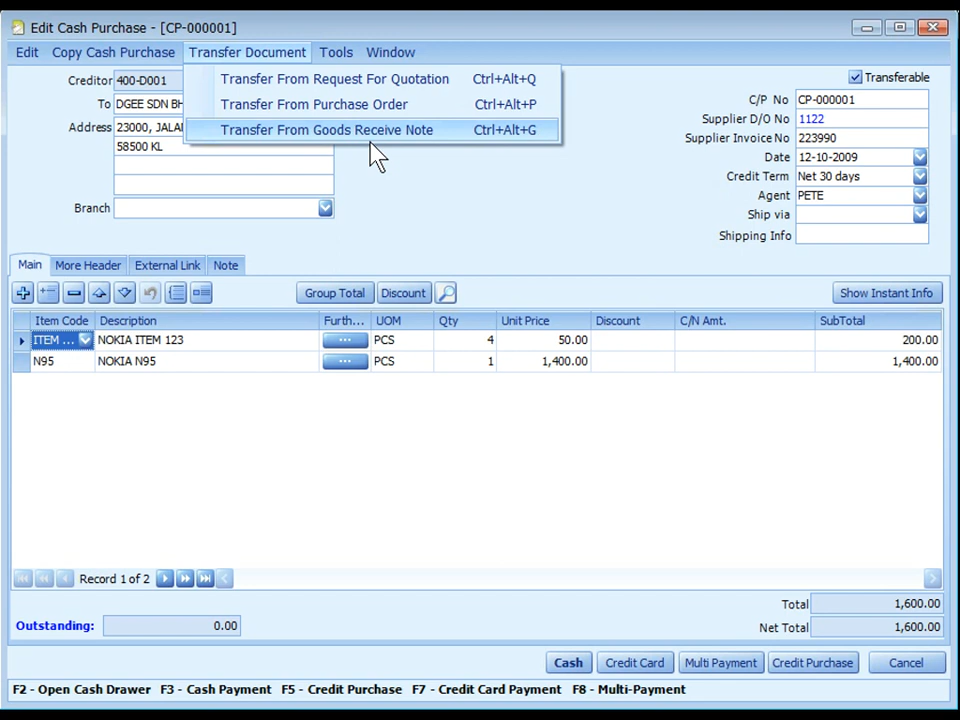 Edit Cash Purchase - [CP-000001]
Edit Copy Cash Purchase Transfer Document Tools Window
Transfer From Request For Quotation Ctrl+Alt+Q
Transfer From Purchase Order Ctrl+Alt+P
Transfer From Goods Receive Note Ctrl+Alt+G
Creditor 400-D001
To DGEE SDN BH
Address 23000, JALAN
58500 KL
Branch
Transferable
C/P No CP-000001
Supplier D/O No 1122
Supplier Invoice No 223990
Date 12-10-2009
Credit Term Net 30 days
Agent PETE
Ship via
Shipping Info
Main More Header External Link Note
Group Total Discount Show Instant Info
Item Code Description Furth... UOM Qty Unit Price Discount C/N Amt. SubTotal
ITEM ... NOKIA ITEM 123 ... PCS 4 50.00 200.00
N95 NOKIA N95 ... PCS 1 1,400.00 1,400.00
Record 1 of 2
Total 1,600.00
Outstanding: 0.00
Net Total 1,600.00
Cash Credit Card Multi Payment Credit Purchase Cancel
F2 - Open Cash Drawer F3 - Cash Payment F5 - Credit Purchase F7 - Credit Card Payment F8 - Multi-Payment